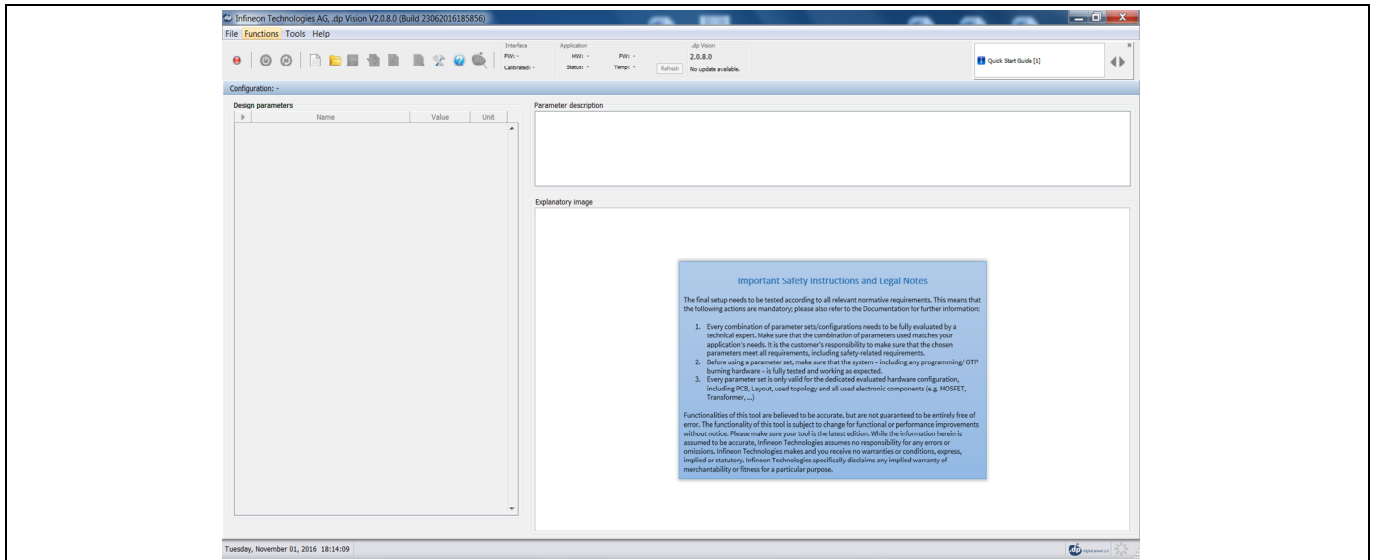 Infineon Technologies AG, .dp Vision V2.0.8.0 (Build 23062016185856)
File Functions Tools Help
Interface
FW: -
Calibrated: -
Application
HW: - FW: -
Status: - Temp: -
Refresh
.dp Vision
2.0.8.0
No update available.
Quick Start Guide [1]
Configuration: -
Design parameters
Name Value Unit
Parameter description
Explanatory image
Important Safety Instructions and Legal Notes
The final setup needs to be tested according to all relevant normative requirements. This means that
the following actions are mandatory; please also refer to the Documentation for further information:
1. Every combination of parameter sets/configurations needs to be fully evaluated by a
technical expert. Make sure that the combination of parameters used matches your
application's needs. It is the customer's responsibility to make sure that the chosen
parameters meet all requirements, including safety-related requirements.
2. Before using a parameter set, make sure that the system – including any programming/ OTP
burning hardware – is fully tested and working as expected.
3. Every parameter set is only valid for the dedicated evaluated hardware configuration,
including PCB, Layout, used topology and all used electronic components (e.g. MOSFET,
Transformer, ...)
Functionalities of this tool are believed to be accurate, but are not guaranteed to be entirely free of
error. The functionality of this tool is subject to change for functional or performance improvements
without notice. Please make sure your tool is the latest edition. While the information herein is
assumed to be accurate, Infineon Technologies assumes no responsibility for any errors or
omissions. Infineon Technologies makes and you receive no warranties or conditions, express,
implied or statutory. Infineon Technologies specifically disclaims any implied warranty of
merchantability or fitness for a particular purpose.
Tuesday, November 01, 2016 18:14:09
.dp digital power 2.0